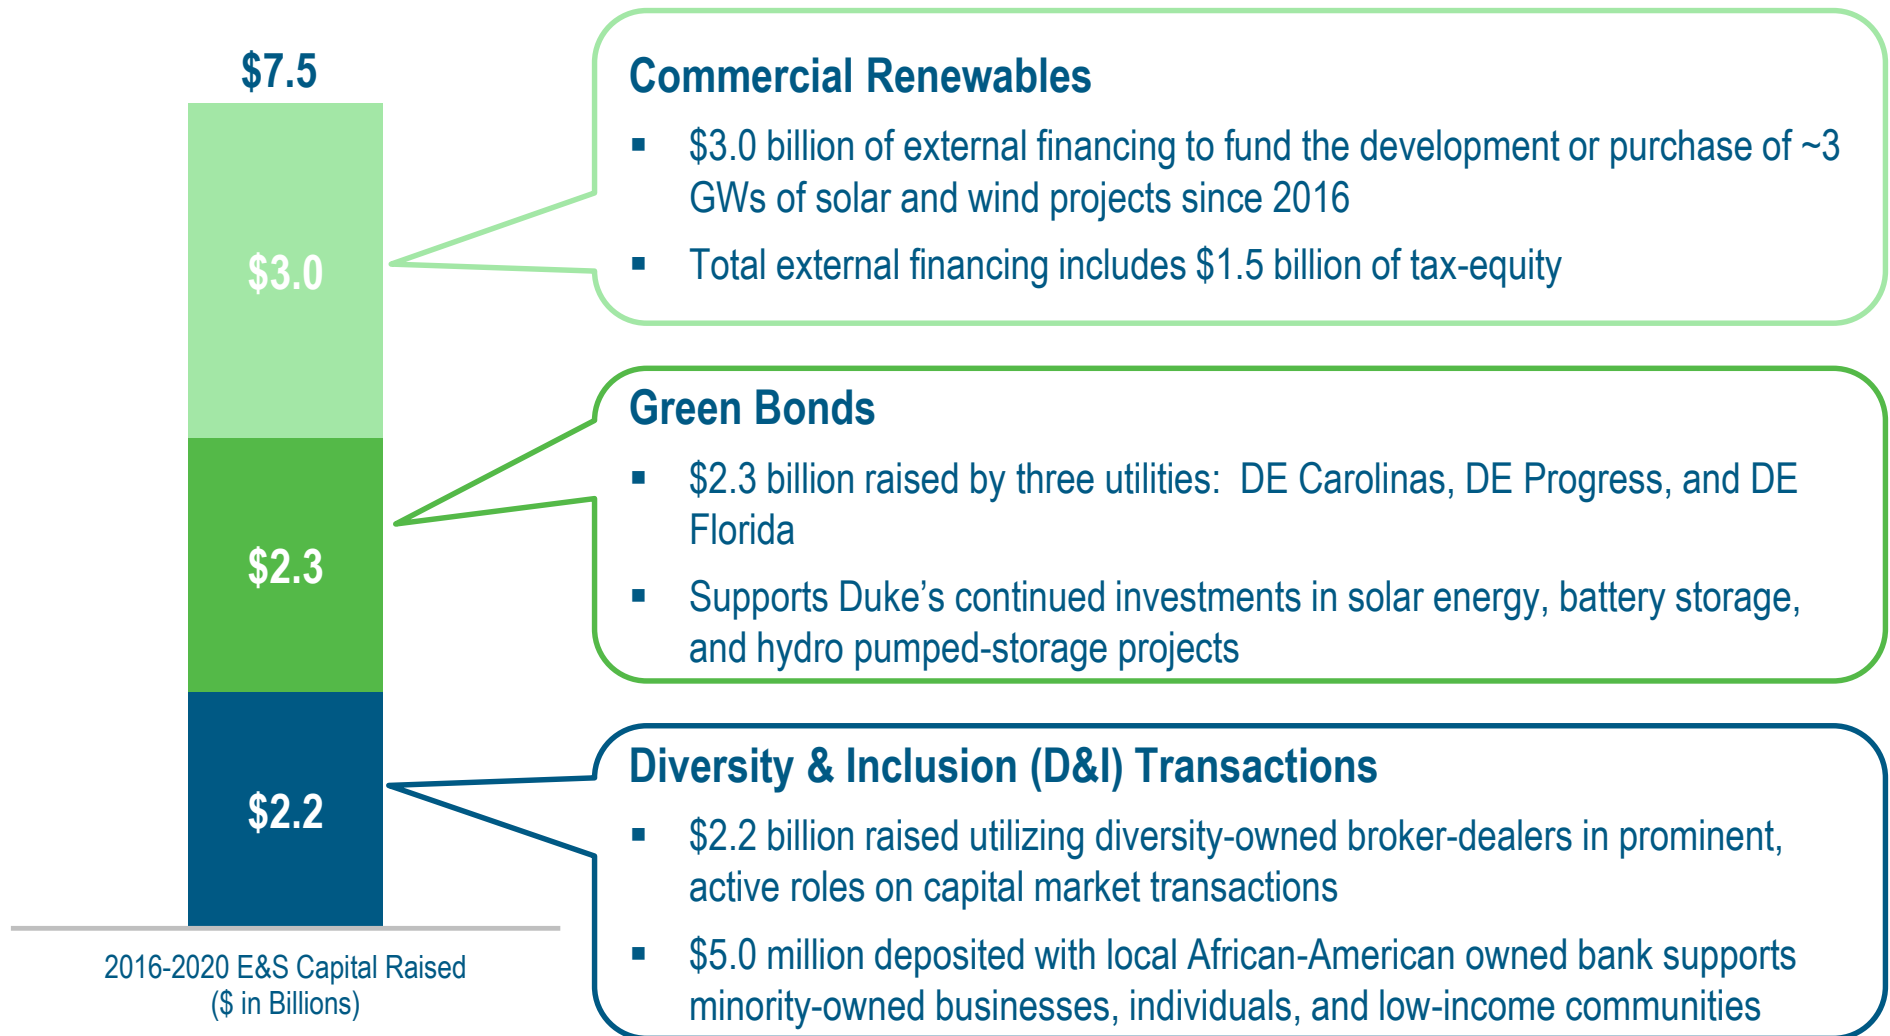 $7.5
$3.0
$2.3
$2.2
2016-2020 E&S Capital Raised
($ in Billions)
Commercial Renewables
▪ $3.0 billion of external financing to fund the development or purchase of ~3
GWs of solar and wind projects since 2016
▪ Total external financing includes $1.5 billion of tax-equity
Green Bonds
▪ $2.3 billion raised by three utilities: DE Carolinas, DE Progress, and DE
Florida
▪ Supports Duke’s continued investments in solar energy, battery storage,
and hydro pumped-storage projects
Diversity & Inclusion (D&I) Transactions
▪ $2.2 billion raised utilizing diversity-owned broker-dealers in prominent,
active roles on capital market transactions
▪ $5.0 million deposited with local African-American owned bank supports
minority-owned businesses, individuals, and low-income communities